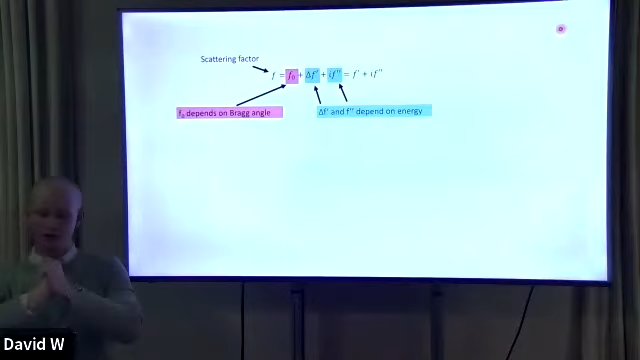 Scattering factor
f = f₀ + Δf' + if'' = f' + if''
f₀ depends on Bragg angle
Δf' and f'' depend on energy
David W